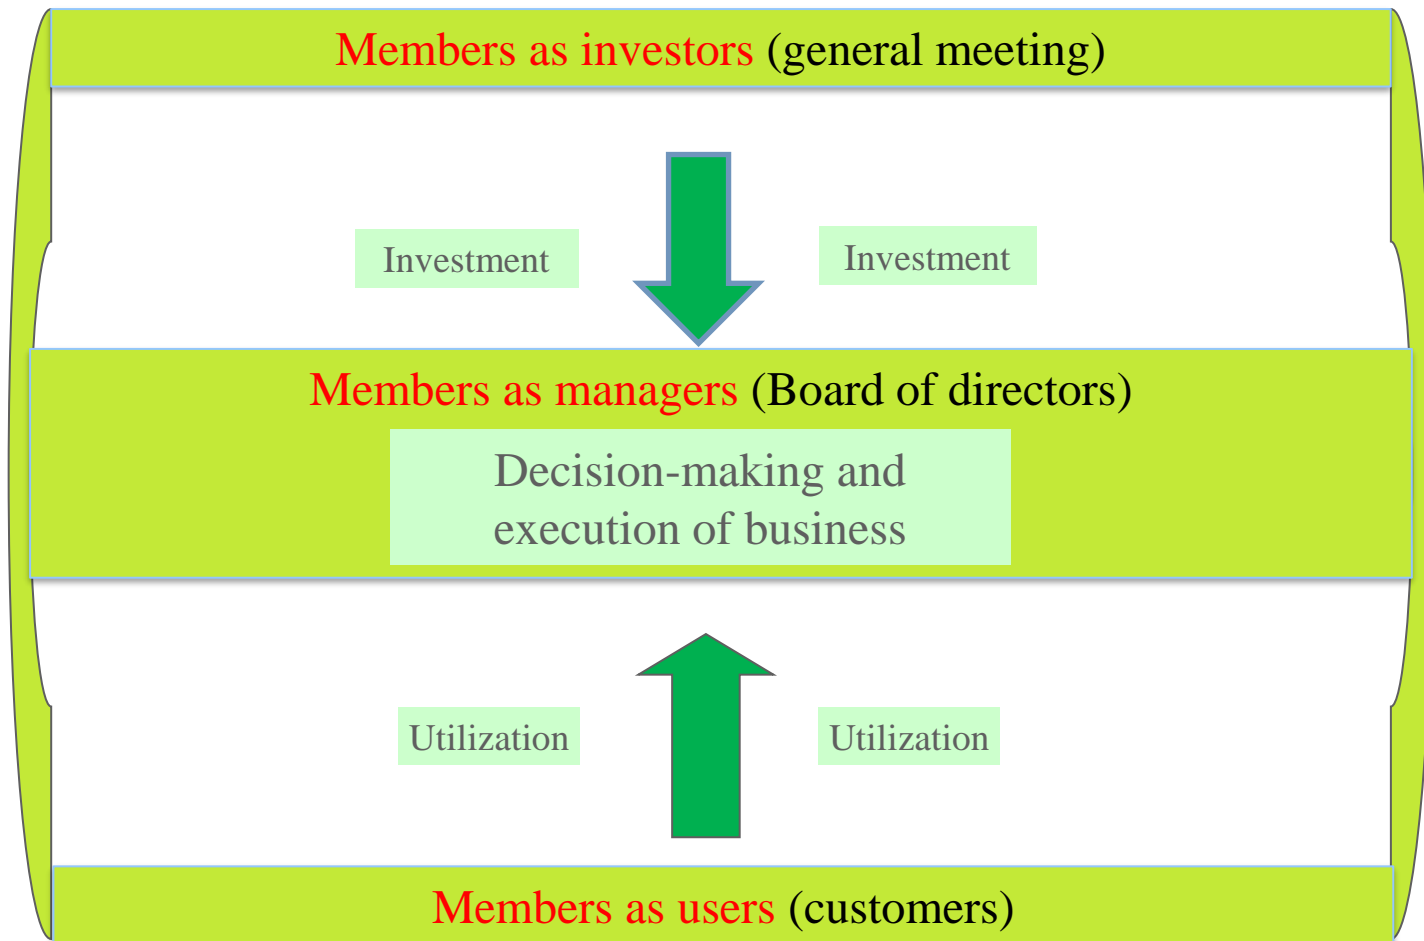 Members as investors (general meeting)
Investment
Investment
Members as managers (Board of directors)
Decision-making and
execution of business
Utilization
Utilization
Members as users (customers)